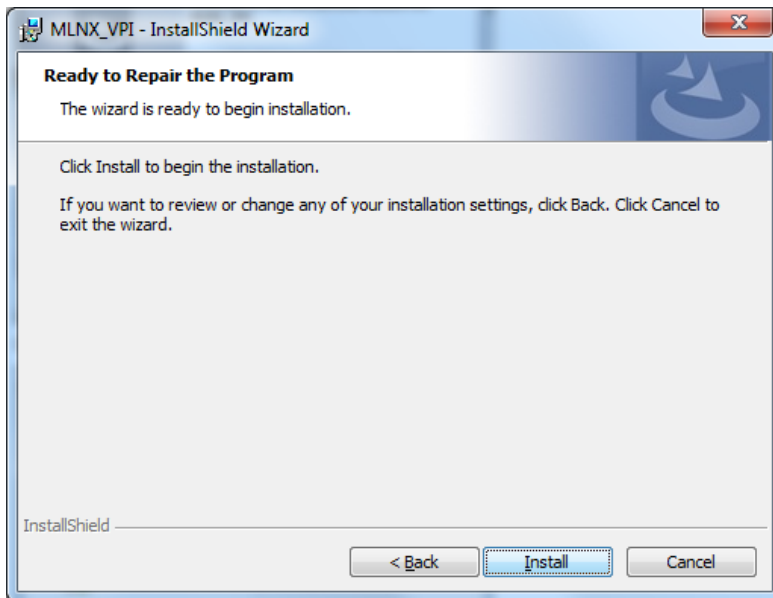 MLNX_VPI - InstallShield Wizard
Ready to Repair the Program
The wizard is ready to begin installation.
Click Install to begin the installation.
If you want to review or change any of your installation settings, click Back. Click Cancel to
exit the wizard.
InstallShield
< Back
Install
Cancel